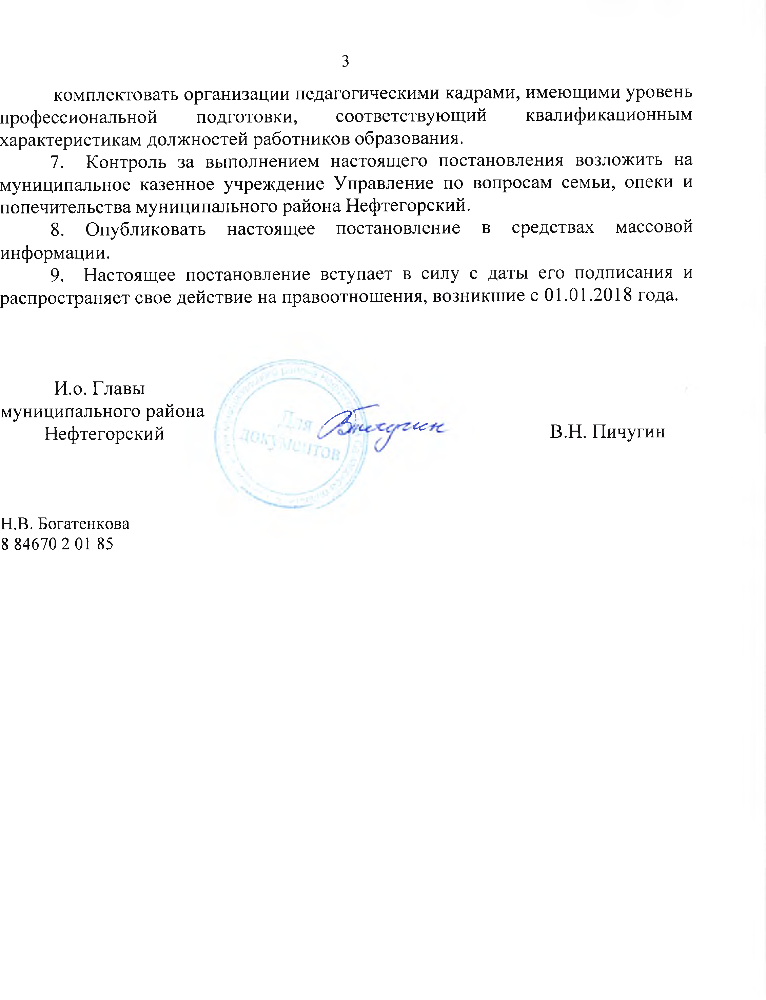 3
комплектовать организации педагогическими кадрами, имеющими уровень
профессиональной подготовки, соответствующий квалификационным
характеристикам должностей работников образования.
7. Контроль за выполнением настоящего постановления возложить на
муниципальное казенное учреждение Управление по вопросам семьи, опеки и
попечительства муниципального района Нефтегорский.
8. Опубликовать настоящее постановление в средствах массовой
информации.
9. Настоящее постановление вступает в силу с даты его подписания и
распространяет свое действие на правоотношения, возникшие с 01.01.2018 года.
И.о. Главы
муниципального района
Нефтегорский
Для
документов
В.Н. Пичугин
Н.В. Богатенкова
8 84670 2 01 85